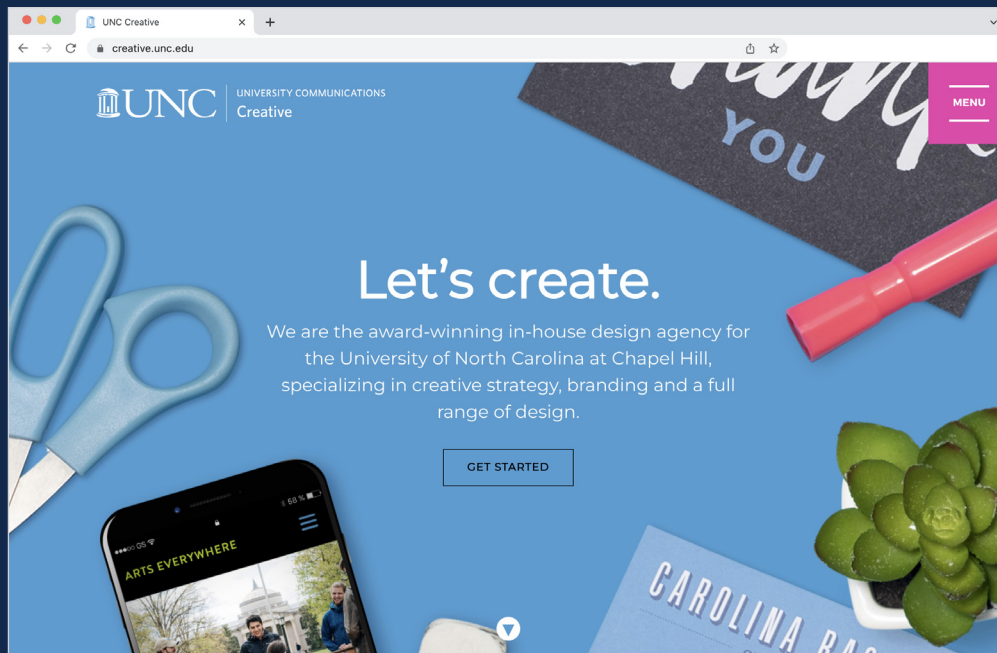 UNC Creative
creative.unc.edu
UNC
UNIVERSITY COMMUNICATIONS
Creative
YOU
MENU
Let's create.
We are the award-winning in-house design agency for
the University of North Carolina at Chapel Hill,
specializing in creative strategy, branding and a full
range of design.
GET STARTED
68 %
ARTS EVERYWHERE
CAROLINA